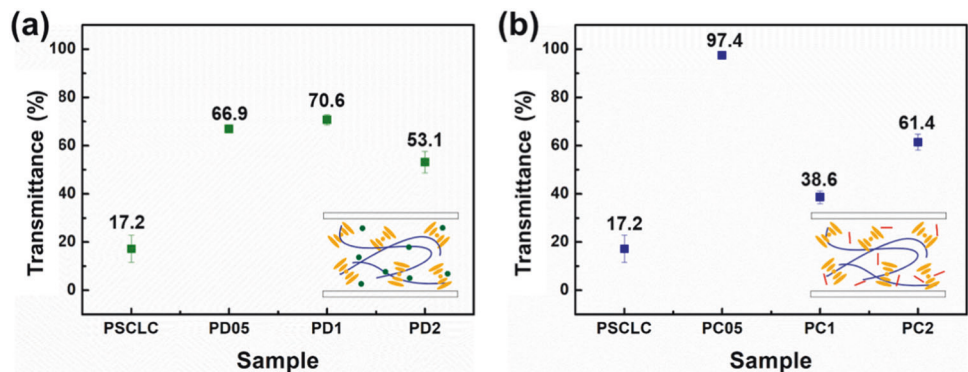 (a)
Transmittance (%)
100
80
60
40
20
0
17.2
66.9
70.6
53.1
PSCLC PD05 PD1 PD2
Sample
(b)
Transmittance (%)
100
80
60
40
20
0
17.2
97.4
38.6
61.4
PSCLC PC05 PC1 PC2
Sample